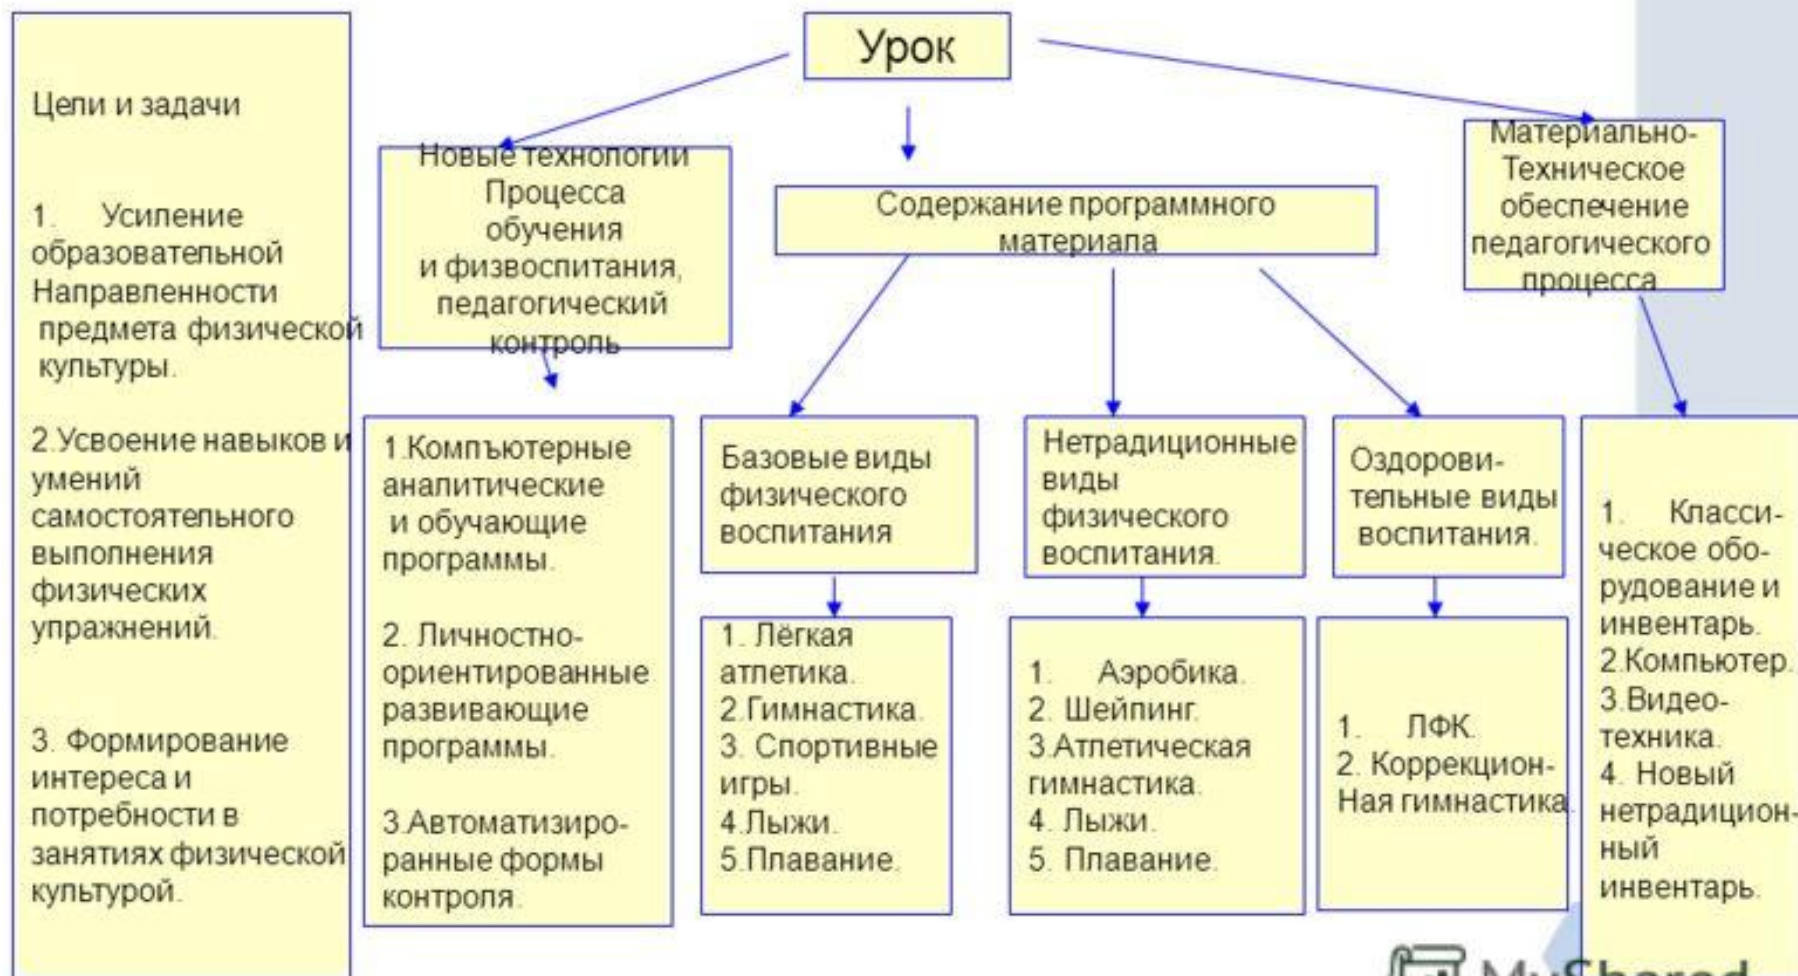 Урок
Цели и задачи
1. Усиление
образовательной
Направленности
предмета физической
культуры.
2.Усвоение навыков и
умений
самостоятельного
выполнения
физических
упражнений.
3. Формирование
интереса и
потребности в
занятиях физической
культурой.
Новые технологии
Процесса
обучения
и физвоспитания,
педагогический
контроль
Содержание программного
материала
Материально-
Техническое
обеспечение
педагогического
процесса
1.Компъютерные
аналитические
и обучающие
программы.
2. Личностно-
ориентированные
развивающие
программы.
3.Автоматизиро-
ранные формы
контроля.
Базовые виды
физического
воспитания
Нетрадиционные
виды
физического
воспитания.
Оздорови-
тельные виды
воспитания.
1. Лёгкая
атлетика.
2.Гимнастика.
3. Спортивные
игры.
4.Лыжи.
5.Плавание.
1. Аэробика.
2. Шейпинг.
3.Атлетическая
гимнастика.
4. Лыжи.
5. Плавание.
1. ЛФК.
2. Коррекцион-
Ная гимнастика.
1. Класси-
ческое обо-
рудование и
инвентарь.
2.Компьютер.
3.Видео-
техника.
4. Новый
нетрадицион-
ный
инвентарь.
MyShared